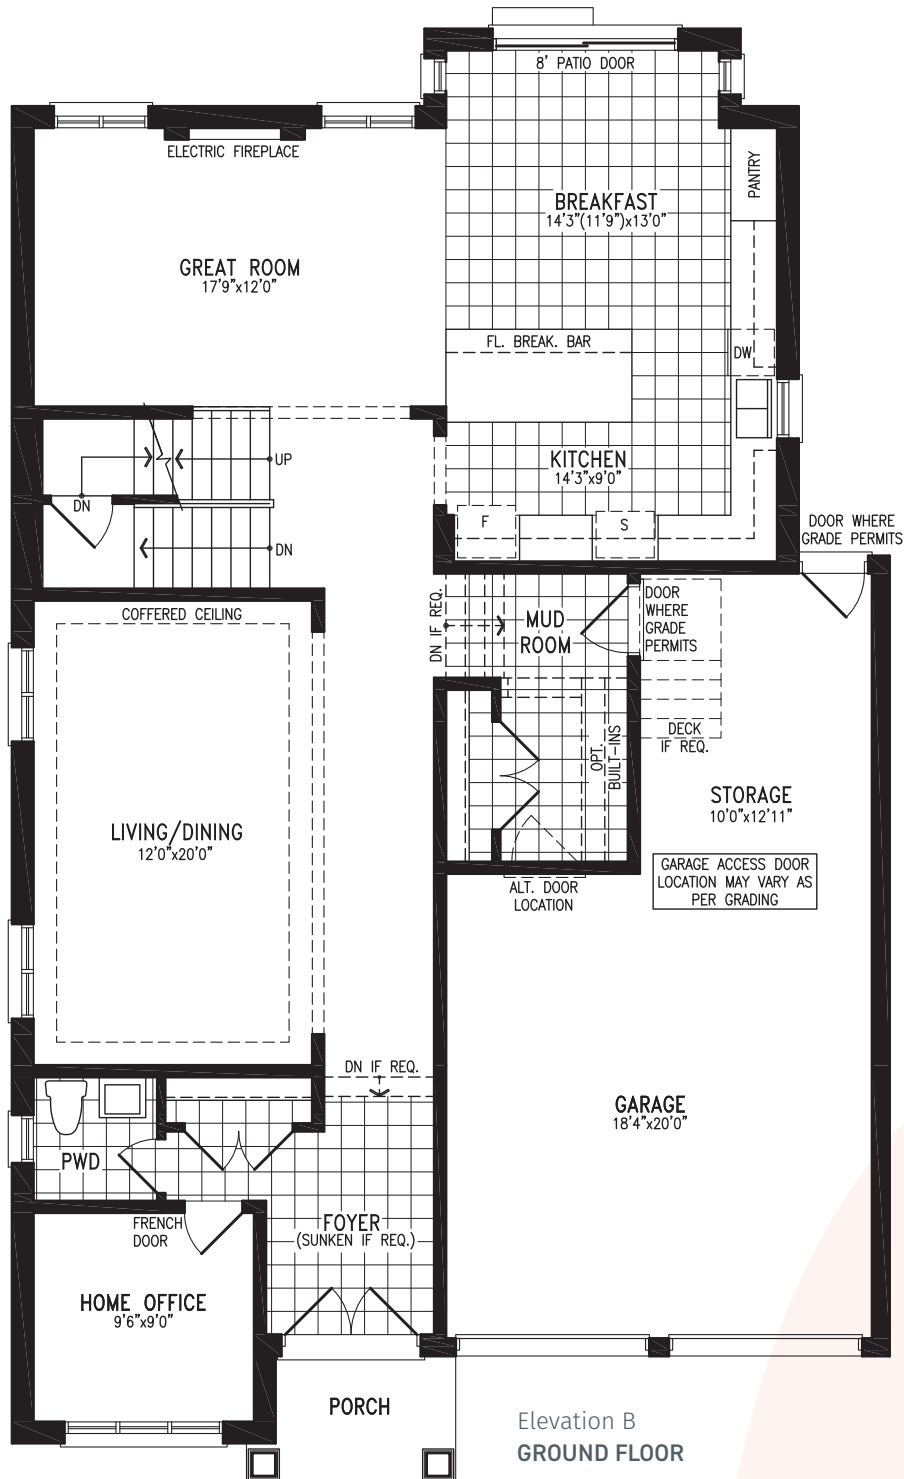 8' PATIO DOOR
ELECTRIC FIREPLACE
PANTRY
BREAKFAST
14'3"(11'9")x13'0"
GREAT ROOM
17'9"x12'0"
FL. BREAK. BAR
DW
UP
KITCHEN
14'3"x9'0"
DN
F
S
DOOR WHERE
GRADE PERMITS
DN
COFFERED CEILING
DN IF REQ.
MUD
ROOM
DOOR
WHERE
GRADE
PERMITS
DECK
IF REQ.
OPT.
BUILT-INS
STORAGE
10'0"x12'11"
LIVING/DINING
12'0"x20'0"
GARAGE ACCESS DOOR
LOCATION MAY VARY AS
PER GRADING
ALT. DOOR
LOCATION
DN IF REQ.
GARAGE
18'4"x20'0"
PWD
FRENCH
DOOR
FOYER
(SUNKEN IF REQ.)
HOME OFFICE
9'6"x9'0"
PORCH
Elevation B
GROUND FLOOR